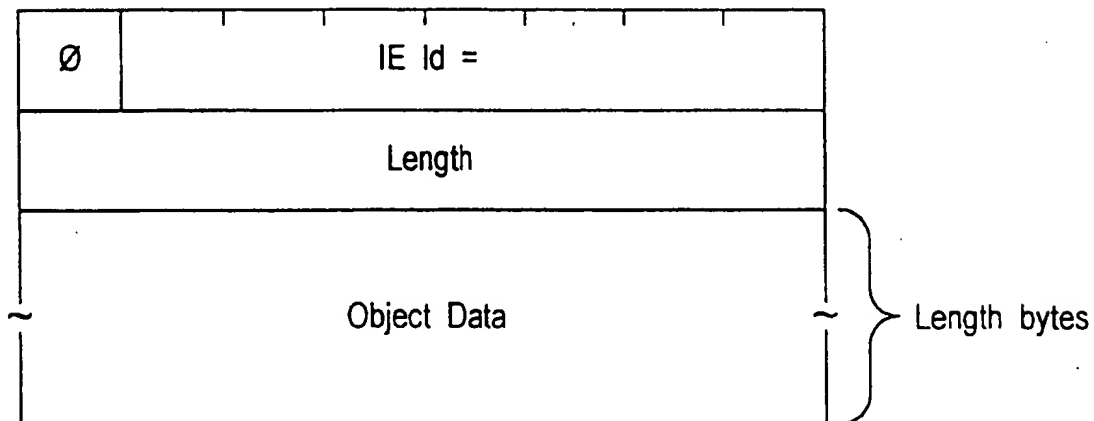 Ø IE Id =
Length
Object Data
Length bytes